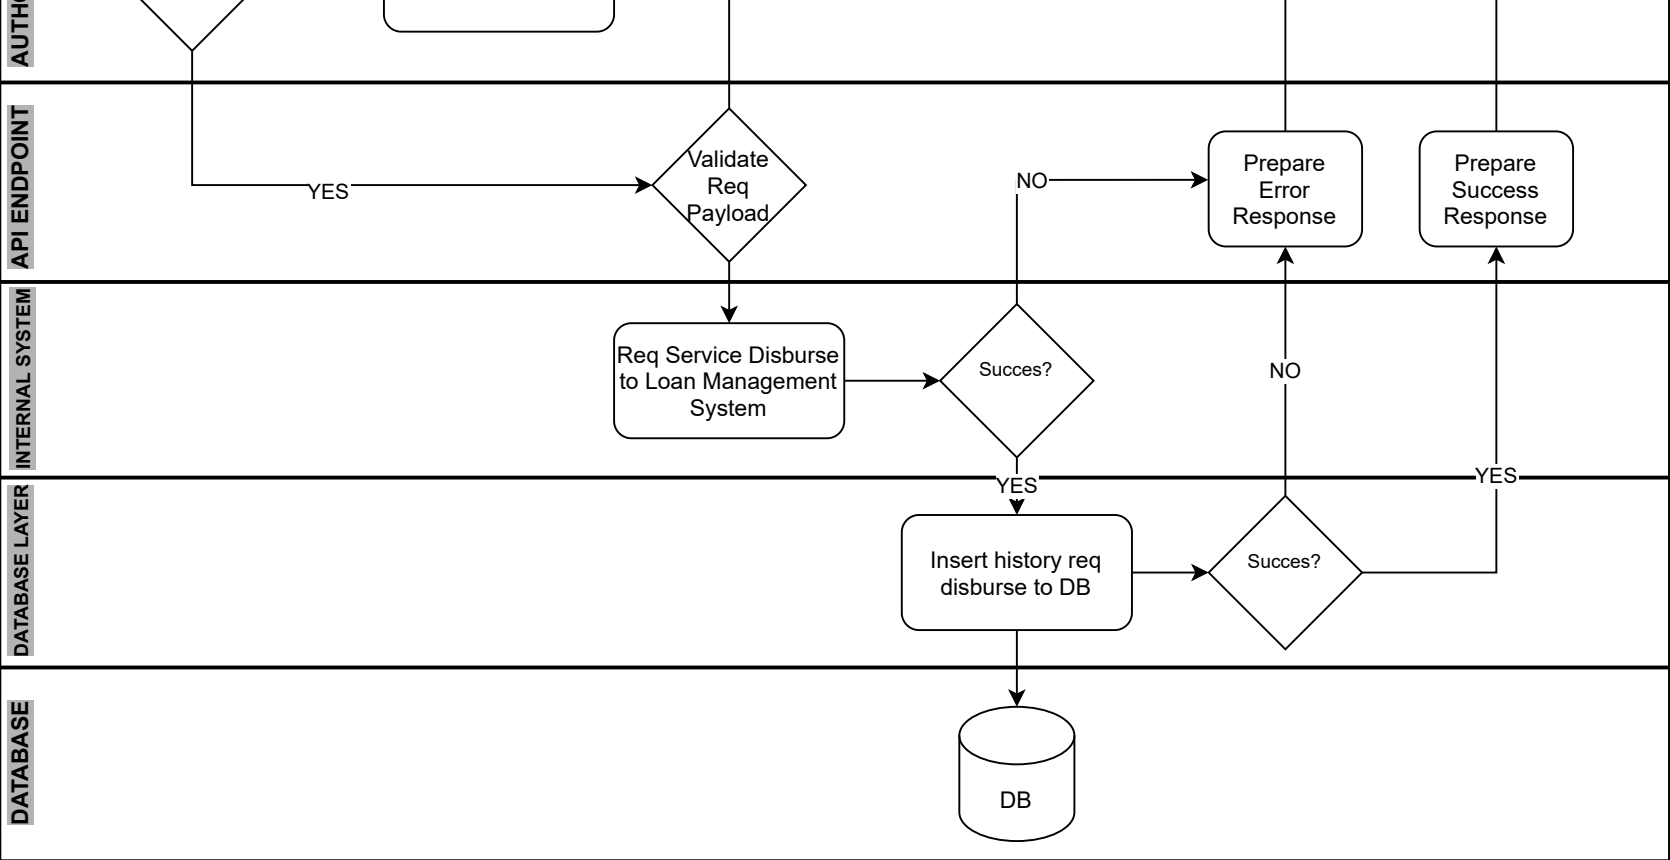 AUTHO
API ENDPOINT
YES
Validate
Req
Payload
NO
Prepare
Error
Response
Prepare
Success
Response
INTERNAL SYSTEM
Req Service Disburse
to Loan Management
System
Succes?
NO
YES
YES
DATABASE LAYER
Insert history req
disburse to DB
Succes?
DATABASE
DB